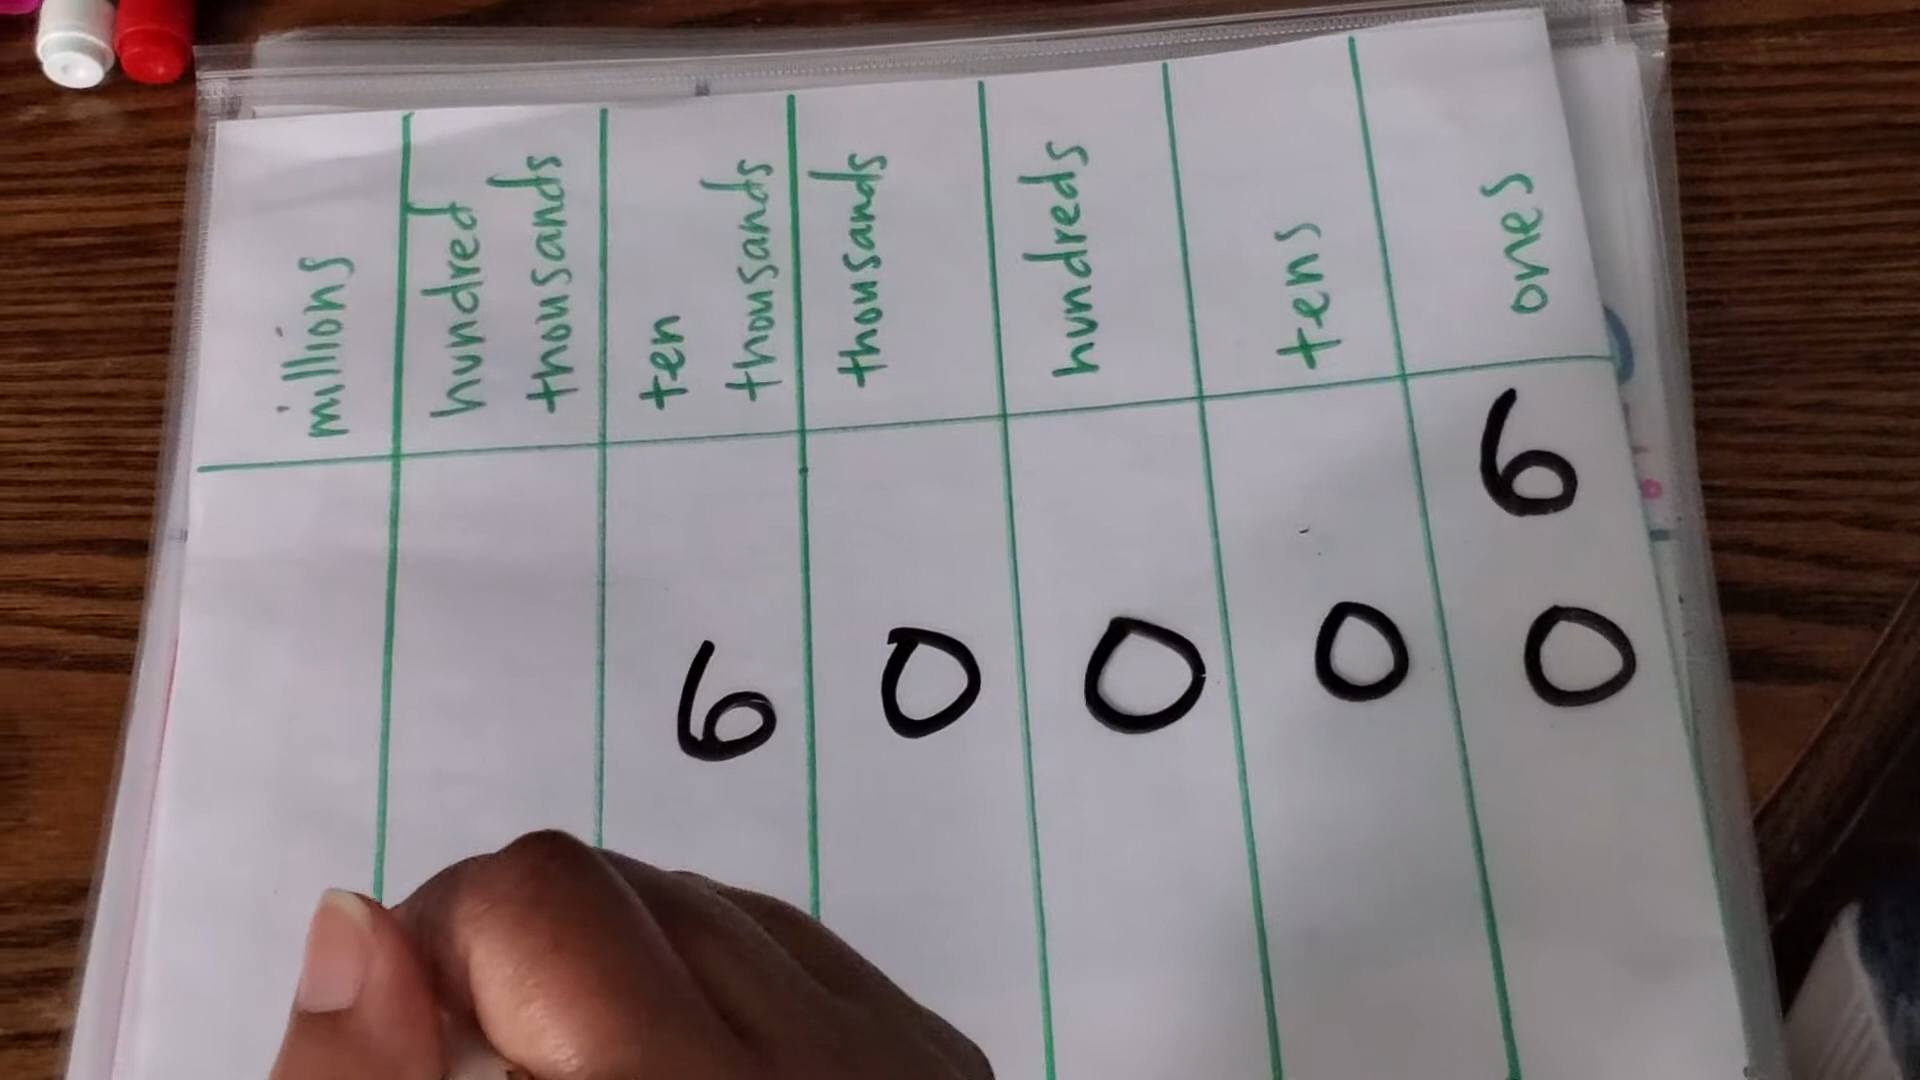 millions
hundred
thousands
ten
thousands
thousands
hundreds
tens
ones
6
6 0 0 0 0